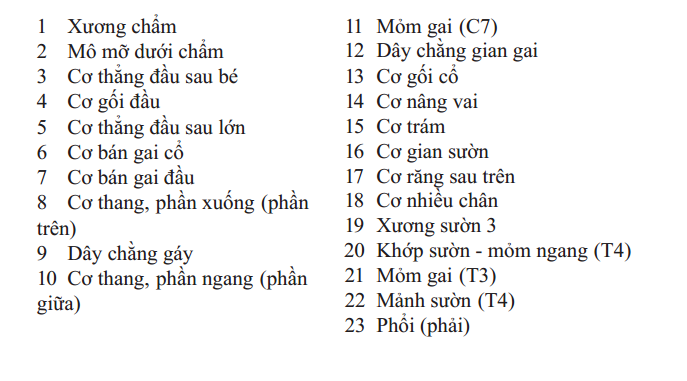 1 Xương chẩm
2 Mô mỡ dưới chẩm
3 Cơ thẳng đầu sau bé
4 Cơ gối đầu
5 Cơ thẳng đầu sau lớn
6 Cơ bán gai cổ
7 Cơ bán gai đầu
8 Cơ thang, phần xuống (phần
trên)
9 Dây chằng gáy
10 Cơ thang, phần ngang (phần
giữa)
11 Mỏm gai (C7)
12 Dây chằng gian gai
13 Cơ gối cổ
14 Cơ nâng vai
15 Cơ trám
16 Cơ gian sườn
17 Cơ răng sau trên
18 Cơ nhiều chân
19 Xương sườn 3
20 Khớp sườn - mỏm ngang (T4)
21 Mỏm gai (T3)
22 Mảnh sườn (T4)
23 Phổi (phải)